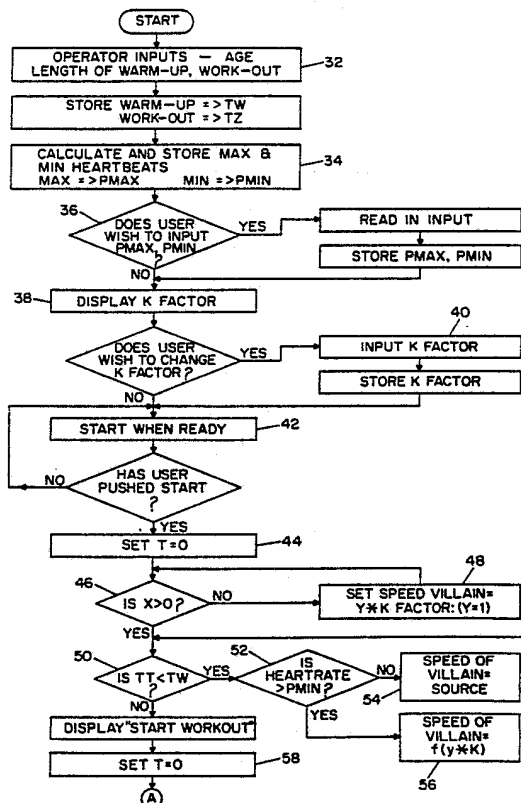 START
OPERATOR INPUTS — AGE
LENGTH OF WARM-UP, WORK-OUT
32
STORE WARM-UP => TW
WORK-OUT => TZ
CALCULATE AND STORE MAX &
MIN HEARTBEATS
MAX => PMAX MIN => PMIN
34
36
DOES USER
WISH TO INPUT
PMAX, PMIN
?
YES
READ IN INPUT
STORE PMAX, PMIN
NO
38
DISPLAY K FACTOR
40
DOES USER
WISH TO CHANGE
K FACTOR?
YES
INPUT K FACTOR
STORE K FACTOR
NO
START WHEN READY
42
NO
HAS USER
PUSHED START
?
YES
SET T=0
44
46
IS X>0?
NO
48
SET SPEED VILLAIN=
Y*K FACTOR:(Y=1)
YES
50
IS TT<TW
?
YES
52
IS
HEARTRATE
>PMIN?
NO
54
SPEED OF
VILLAIN=
SOURCE
NO
YES
DISPLAY "START WORKOUT"
SPEED OF
VILLAIN=
f(y*K)
56
SET T=0
58
A